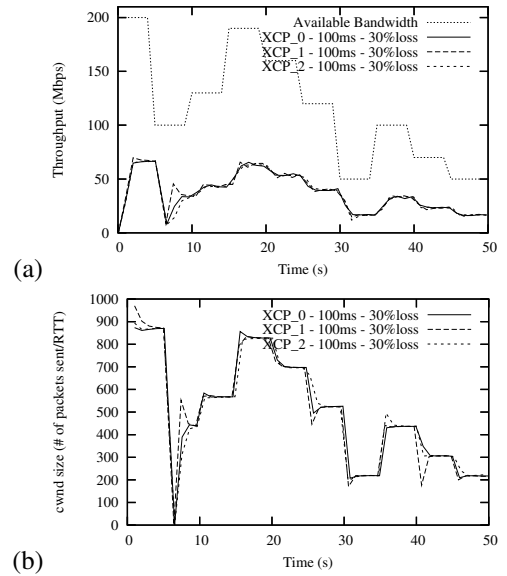 200
150
100
50
0
Throughput (Mbps)
Available Bandwidth
XCP_0 - 100ms - 30%loss
XCP_1 - 100ms - 30%loss
XCP_2 - 100ms - 30%loss
0 10 20 30 40 50
Time (s)
(a)
1000
900
800
700
600
500
400
300
200
100
0
cwnd size (# of packets sent/RTT)
XCP_0 - 100ms - 30%loss
XCP_1 - 100ms - 30%loss
XCP_2 - 100ms - 30%loss
0 10 20 30 40 50
Time (s)
(b)